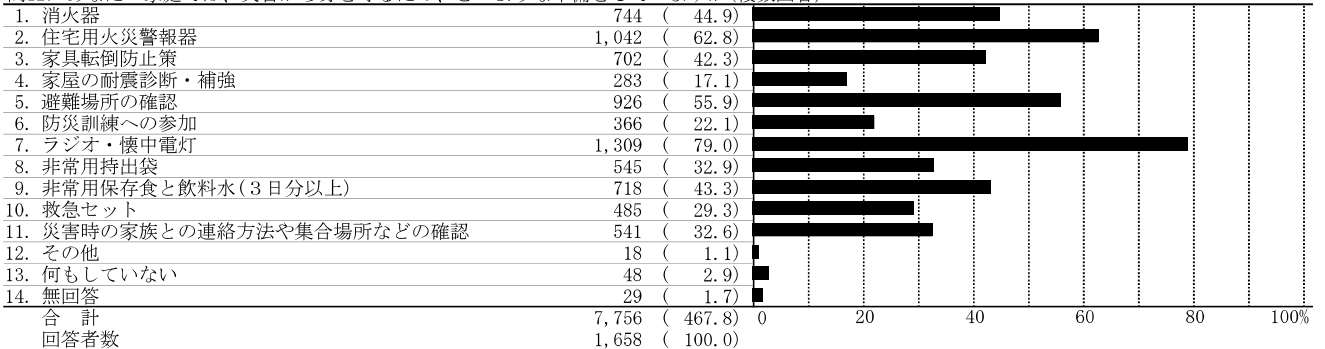 1. 消火器 744 ( 44.9)
2. 住宅用火災警報器 1,042 ( 62.8)
3. 家具転倒防止策 702 ( 42.3)
4. 家屋の耐震診断・補強 283 ( 17.1)
5. 避難場所の確認 926 ( 55.9)
6. 防災訓練への参加 366 ( 22.1)
7. ラジオ・懐中電灯 1,309 ( 79.0)
8. 非常用持出袋 545 ( 32.9)
9. 非常用保存食と飲料水(３日分以上) 718 ( 43.3)
10. 救急セット 485 ( 29.3)
11. 災害時の家族との連絡方法や集合場所などの確認 541 ( 32.6)
12. その他 18 ( 1.1)
13. 何もしていない 48 ( 2.9)
14. 無回答 29 ( 1.7)
合　計 7,756 ( 467.8) 0 20 40 60 80 100%
回答者数 1,658 ( 100.0)